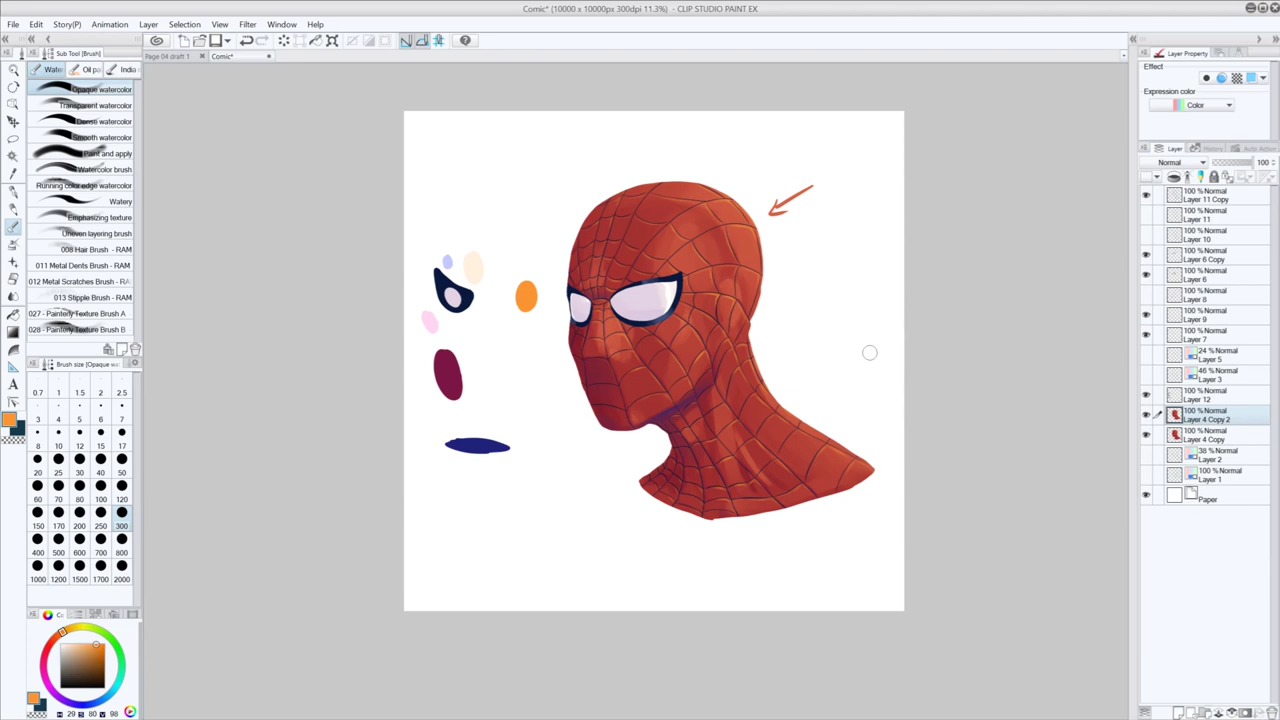 Comic* (10000 x 10000px 300dpi 11.3%) - CLIP STUDIO PAINT EX
File Edit Story(P) Animation Layer Selection View Filter Window Help
Page 04 draft 1
Comic*
Sub Tool [Brush]
Water
Oil pa
India i
Opaque watercolor
Transparent watercolor
Dense watercolor
Smooth watercolor
Paint and apply
Watercolor brush
Running color edge watercolor
Watery
Emphasizing texture
Uneven layering brush
008 Hair Brush - RAM
011 Metal Dents Brush - RAM
012 Metal Scratches Brush - RA
013 Stipple Brush - RAM
027 - Painterly Texture Brush A
028 - Painterly Texture Brush B
Brush size [Opaque wa
0.7 1 1.5 2 2.5
3 4 5 6 7
8 10 12 15 17
20 25 30 40 50
60 70 80 100 120
150 170 200 250 300
400 500 600 700 800
1000 1200 1500 1700 2000
H 29 S 80 V 98
Layer Property
Effect
Expression color
Color
Layer
History
Auto Action
Normal 100
100 % Normal
Layer 11 Copy
100 % Normal
Layer 11
100 % Normal
Layer 10
100 % Normal
Layer 6 Copy
100 % Normal
Layer 6
100 % Normal
Layer 8
100 % Normal
Layer 9
100 % Normal
Layer 7
24 % Normal
Layer 5
46 % Normal
Layer 3
100 % Normal
Layer 12
100 % Normal
Layer 4 Copy 2
100 % Normal
Layer 4 Copy
38 % Normal
Layer 2
100 % Normal
Layer 1
Paper